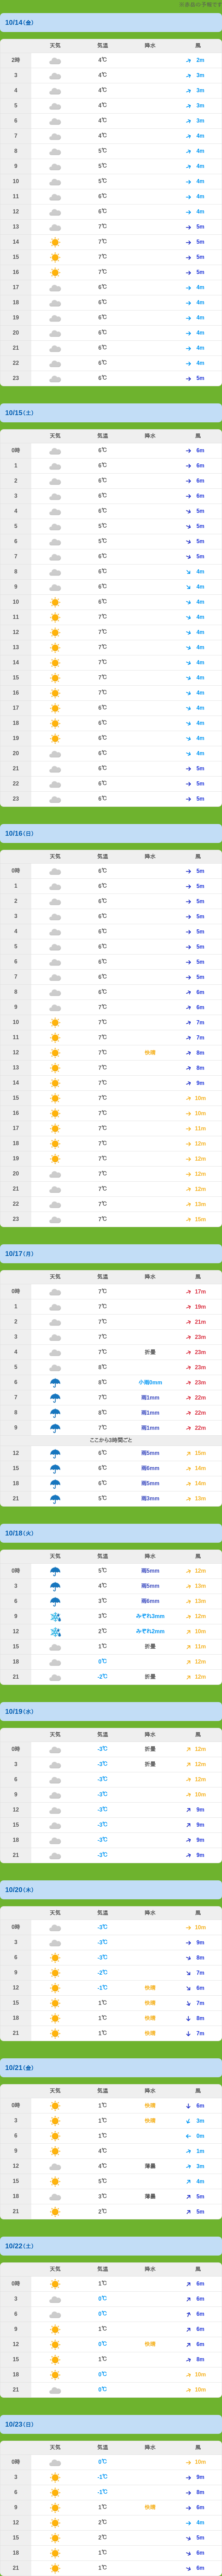 10/14(金)
天気 気温 降水 風
2時 4℃ 2m
3 4℃ 3m
4 4℃ 3m
5 4℃ 3m
6 4℃ 3m
7 4℃ 4m
8 5℃ 4m
9 5℃ 4m
10 5℃ 4m
11 6℃ 4m
12 6℃ 4m
13 7℃ 5m
14 7℃ 5m
15 7℃ 5m
16 7℃ 5m
17 6℃ 4m
18 6℃ 4m
19 6℃ 4m
20 6℃ 4m
21 6℃ 4m
22 6℃ 4m
23 6℃ 5m
10/15(土)
天気 気温 降水 風
0時 6℃ 6m
1 6℃ 6m
2 6℃ 6m
3 6℃ 6m
4 6℃ 5m
5 5℃ 5m
6 5℃ 5m
7 6℃ 5m
8 6℃ 4m
9 6℃ 4m
10 6℃ 4m
11 7℃ 4m
12 7℃ 4m
13 7℃ 4m
14 7℃ 4m
15 7℃ 4m
16 7℃ 4m
17 6℃ 4m
18 6℃ 4m
19 6℃ 4m
20 6℃ 4m
21 6℃ 5m
22 6℃ 5m
23 6℃ 5m
10/16(日)
天気 気温 降水 風
0時 6℃ 5m
1 6℃ 5m
2 6℃ 5m
3 6℃ 5m
4 6℃ 5m
5 6℃ 5m
6 6℃ 5m
7 6℃ 5m
8 6℃ 6m
9 7℃ 6m
10 7℃ 7m
11 7℃ 7m
12 7℃ 快晴 8m
13 7℃ 8m
14 7℃ 9m
15 7℃ 10m
16 7℃ 10m
17 7℃ 11m
18 7℃ 12m
19 7℃ 12m
20 7℃ 12m
21 7℃ 12m
22 7℃ 13m
23 7℃ 15m
10/17(月)
天気 気温 降水 風
0時 7℃ 17m
1 7℃ 19m
2 7℃ 21m
3 7℃ 23m
4 7℃ 折曇 23m
5 8℃ 23m
6 8℃ 小雨0mm 23m
7 7℃ 雨1mm 22m
8 8℃ 雨1mm 22m
9 7℃ 雨1mm 22m
ここから3時間ごと
12 6℃ 雨5mm 15m
15 6℃ 雨6mm 14m
18 6℃ 雨5mm 14m
21 5℃ 雨3mm 13m
10/18(火)
天気 気温 降水 風
0時 5℃ 雨5mm 12m
3 4℃ 雨5mm 13m
6 3℃ 雨6mm 13m
9 3℃ みぞれ3mm 12m
12 2℃ みぞれ2mm 10m
15 1℃ 折曇 11m
18 0℃ 12m
21 -2℃ 折曇 12m
10/19(水)
天気 気温 降水 風
0時 -3℃ 折曇 12m
3 -3℃ 折曇 12m
6 -3℃ 12m
9 -3℃ 10m
12 -3℃ 9m
15 -3℃ 9m
18 -3℃ 9m
21 -3℃ 9m
10/20(木)
天気 気温 降水 風
0時 -3℃ 10m
3 -3℃ 9m
6 -3℃ 8m
9 -2℃ 7m
12 -1℃ 快晴 6m
15 1℃ 快晴 7m
18 1℃ 快晴 8m
21 1℃ 快晴 7m
10/21(金)
天気 気温 降水 風
0時 1℃ 快晴 6m
3 1℃ 快晴 3m
6 1℃ 0m
9 4℃ 1m
12 4℃ 薄曇 3m
15 5℃ 4m
18 3℃ 薄曇 5m
21 2℃ 5m
10/22(土)
天気 気温 降水 風
0時 1℃ 6m
3 0℃ 6m
6 0℃ 6m
9 1℃ 6m
12 0℃ 快晴 6m
15 1℃ 8m
18 0℃ 10m
21 0℃ 10m
10/23(日)
天気 気温 降水 風
0時 0℃ 10m
3 -1℃ 9m
6 -1℃ 8m
9 1℃ 快晴 6m
12 2℃ 4m
15 2℃ 5m
18 1℃ 6m
21 1℃ 6m